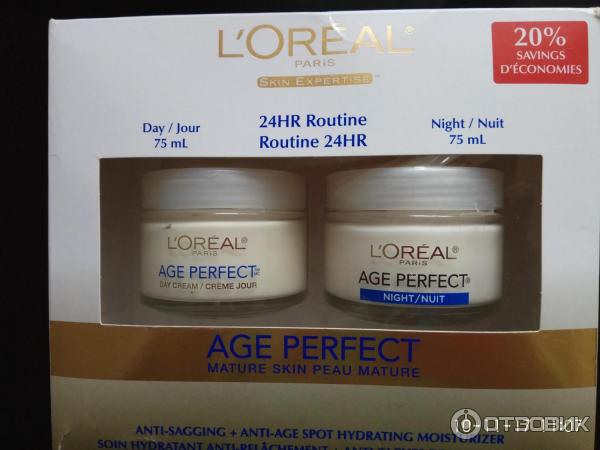 L'ORÉAL®
PARIS
SKIN EXPERTISE™
20%
SAVINGS
D'ÉCONOMIES
24HR Routine
Routine 24HR
Day / Jour
75 mL
Night / Nuit
75 mL
L'ORÉAL®
PARIS
AGE PERFECT
DAY CREAM / CRÈME JOUR
L'ORÉAL®
PARIS
AGE PERFECT®
NIGHT/NUIT
AGE PERFECT
MATURE SKIN PEAU MATURE
ANTI-SAGGING + ANTI-AGE SPOT HYDRATING MOISTURIZER
SOIN HYDRATANT ANTI-RELÂCHEMENT +
ОТЗОВИК